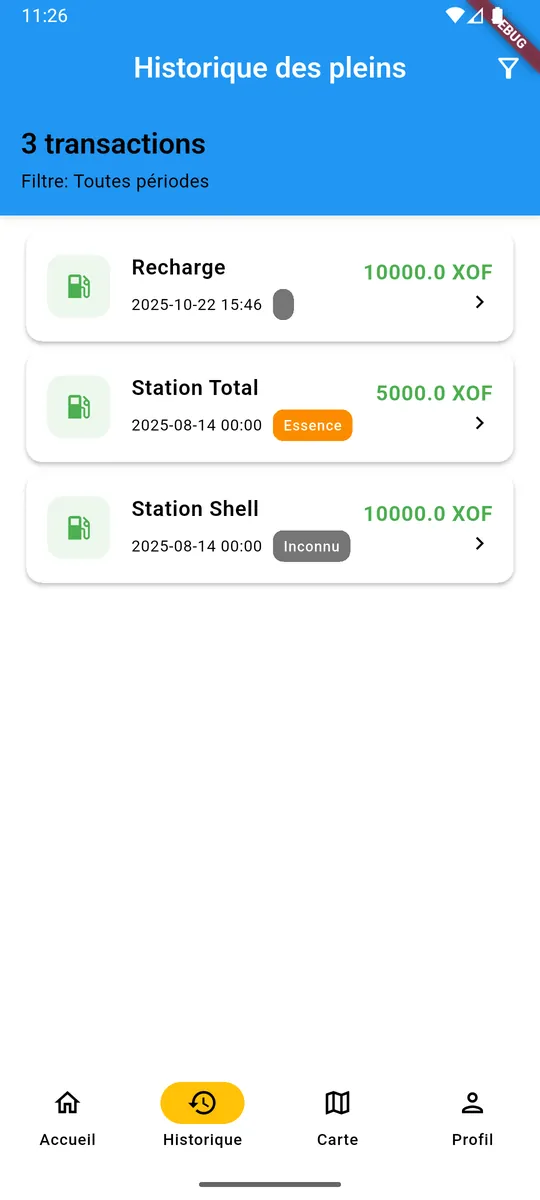 11:26
DEBUG
Historique des pleins
3 transactions
Filtre: Toutes périodes
Recharge
10000.0 XOF
2025-10-22 15:46
Station Total
5000.0 XOF
2025-08-14 00:00 Essence
Station Shell
10000.0 XOF
2025-08-14 00:00 Inconnu
Accueil Historique Carte Profil